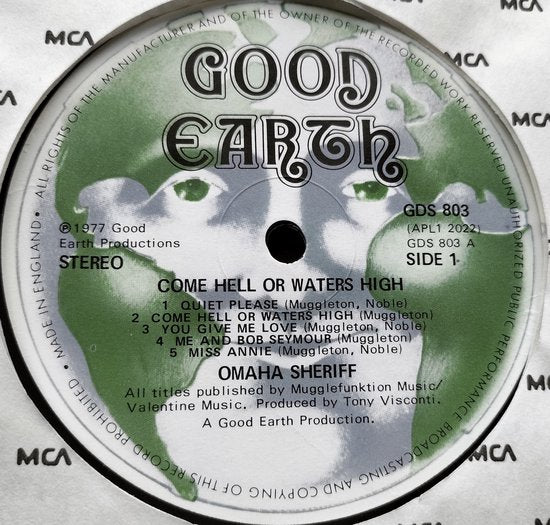 MCA
MCA
MCA
MCA
MCA
MCA
MCA
MCA
ALL RIGHTS OF THE MANUFACTURER AND OF THE OWNER OF THE RECORDED WORK RESERVED UNAUTHORIZED PUBLIC PERFORMANCE BROADCASTING AND COPYING OF THIS RECORD PROHIBITED • MADE IN ENGLAND •
GOOD
EARTH
℗1977 Good
Earth Productions
STEREO
GDS 803
(APL1 2022)
GDS 803 A
SIDE 1
COME HELL OR WATERS HIGH
1 QUIET PLEASE (Muggleton, Noble)
2 COME HELL OR WATERS HIGH (Muggleton)
3 YOU GIVE ME LOVE (Muggleton, Noble)
4 ME AND BOB SEYMOUR (Muggleton)
5 MISS ANNIE (Muggleton, Noble)
OMAHA SHERIFF
All titles published by Mugglefunktion Music/
Valentine Music. Produced by Tony Visconti.
A Good Earth Production.